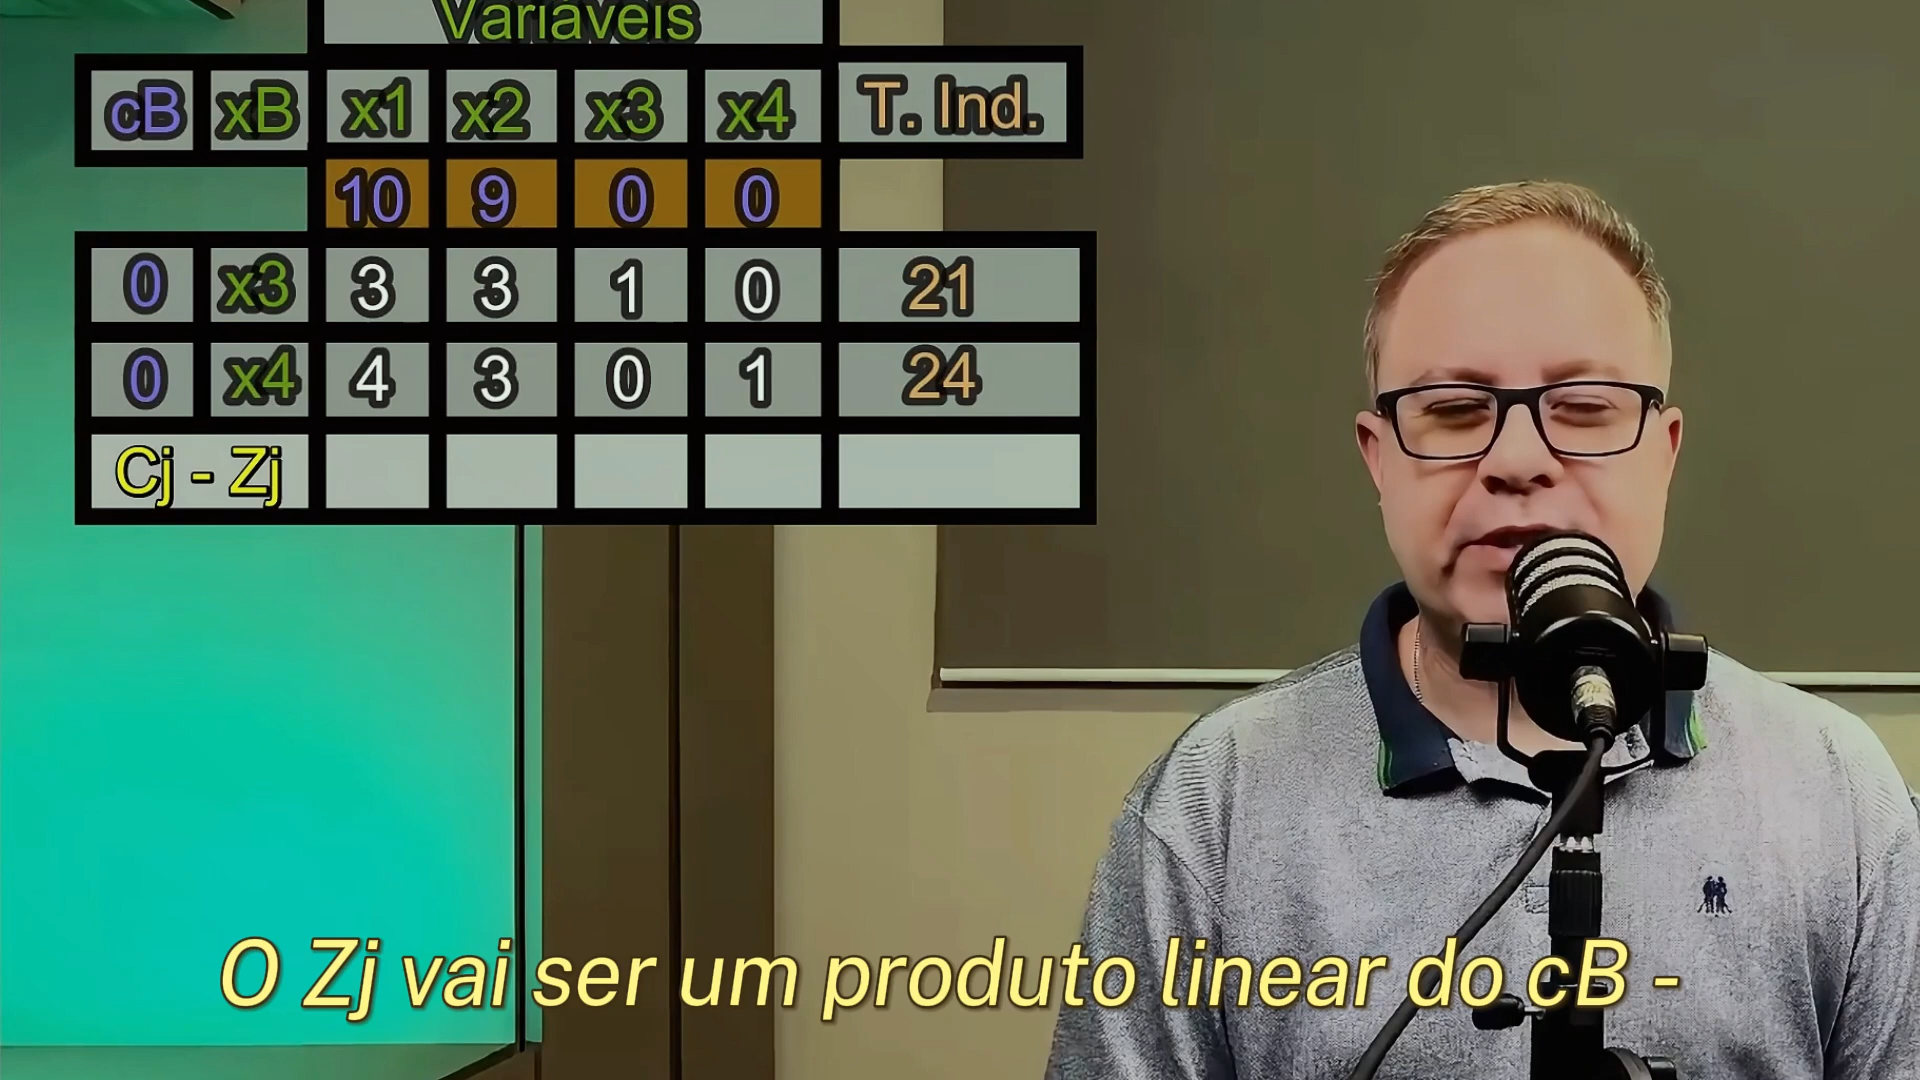 Variáveis
cB xB x1 x2 x3 x4 T. Ind.
10 9 0 0
0 x3 3 3 1 0 21
0 x4 4 3 0 1 24
Cj - Zj
O Zj vai ser um produto linear do cB -